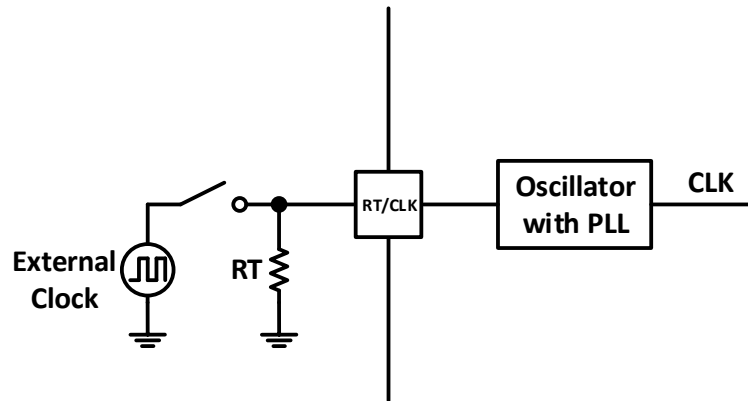 RT/CLK
Oscillator
with PLL
CLK
External
Clock
RT